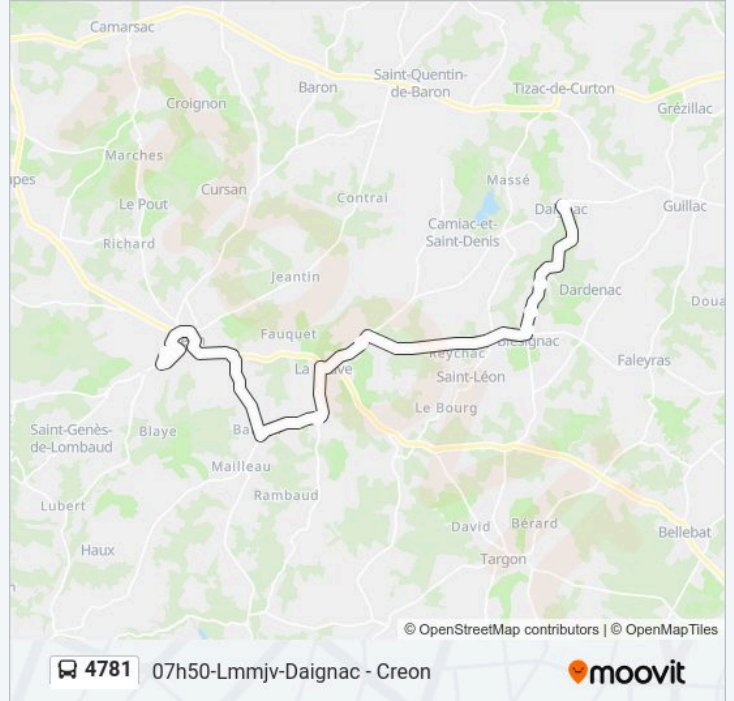 Camarsac
Saint-Quentin-
de-Baron
Baron
Tizac-de-Curton
Croignon
Grézillac
Marches
Massé
apes
Cursan
Contrai
Le Pout
Guillac
Camiac-et-
Saint-Denis
Richard
Jeantin
Dardenac
Doua
Fauquet
Reychac
Faleyras
Saint-Léon
Le Bourg
Saint-Genès-
de-Lombaud
Blaye
Ba
Mailleau
Rambaud
Lubert
David
Bérard
Bellebat
Haux
Targon
© OpenStreetMap contributors | © OpenMapTiles
4781
07h50-Lmmjv-Daignac - Creon
moovit